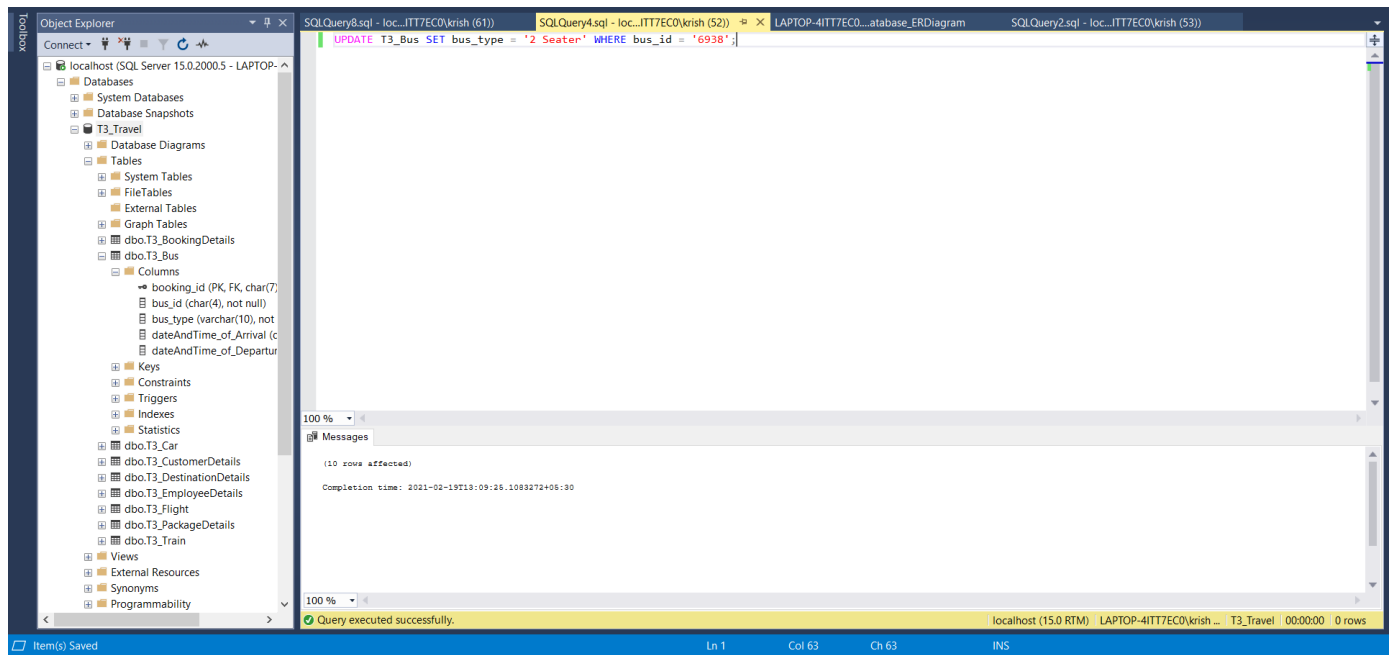 Toolbox
Object Explorer
Connect
localhost (SQL Server 15.0.2000.5 - LAPTOP-
Databases
System Databases
Database Snapshots
T3_Travel
Database Diagrams
Tables
System Tables
FileTables
External Tables
Graph Tables
dbo.T3_BookingDetails
dbo.T3_Bus
Columns
booking_id (PK, FK, char(7)
bus_id (char(4), not null)
bus_type (varchar(10), not
dateAndTime_of_Arrival (c
dateAndTime_of_Departur
Keys
Constraints
Triggers
Indexes
Statistics
dbo.T3_Car
dbo.T3_CustomerDetails
dbo.T3_DestinationDetails
dbo.T3_EmployeeDetails
dbo.T3_Flight
dbo.T3_PackageDetails
dbo.T3_Train
Views
External Resources
Synonyms
Programmability
SQLQuery8.sql - loc...ITT7EC0\krish (61))
SQLQuery4.sql - loc...ITT7EC0\krish (52))
LAPTOP-4ITT7EC0....atabase_ERDiagram
SQLQuery2.sql - loc...ITT7EC0\krish (53))
UPDATE T3_Bus SET bus_type = '2 Seater' WHERE bus_id = '6938';
100 %
Messages
(10 rows affected)
Completion time: 2021-02-19T13:09:26.1083272+05:30
100 %
Query executed successfully.
localhost (15.0 RTM)
LAPTOP-4ITT7EC0\krish ...
T3_Travel
00:00:00
0 rows
Item(s) Saved
Ln 1
Col 63
Ch 63
INS